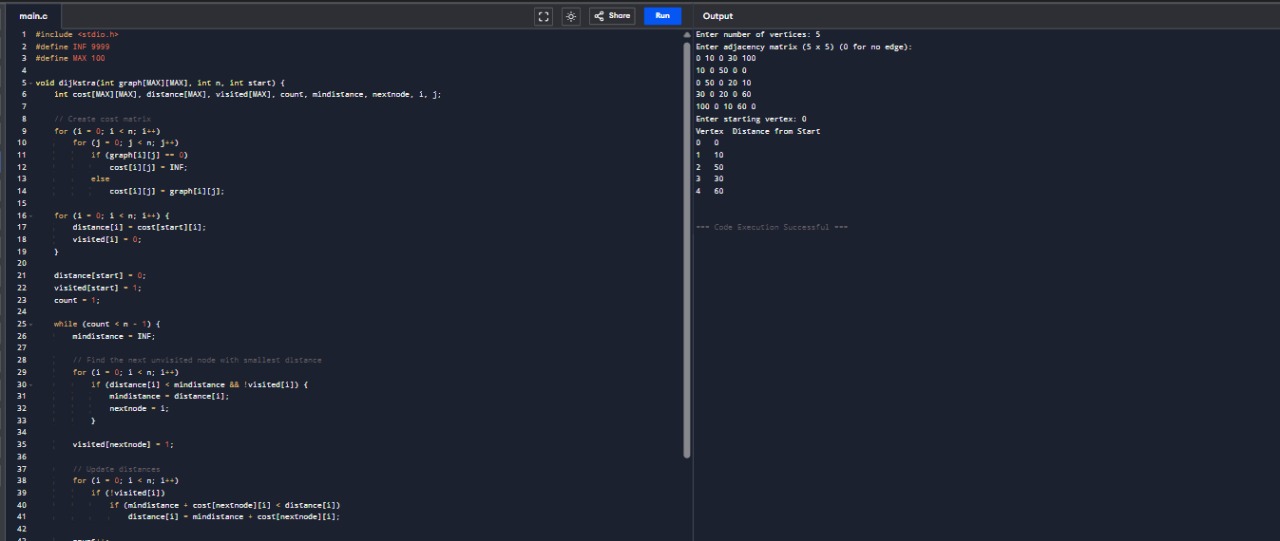 main.c
Share
Run
Output
1 #include <stdio.h>
2 #define INF 9999
3 #define MAX 100
4
5 void dijkstra(int graph[MAX][MAX], int n, int start) {
6 int cost[MAX][MAX], distance[MAX], visited[MAX], count, mindistance, nextnode, i, j;
7
8 // Create cost matrix
9 for (i = 0; i < n; i++)
10 for (j = 0; j < n; j++)
11 if (graph[i][j] == 0)
12 cost[i][j] = INF;
13 else
14 cost[i][j] = graph[i][j];
15
16 for (i = 0; i < n; i++) {
17 distance[i] = cost[start][i];
18 visited[i] = 0;
19 }
20
21 distance[start] = 0;
22 visited[start] = 1;
23 count = 1;
24
25 while (count < n - 1) {
26 mindistance = INF;
27
28 // Find the next unvisited node with smallest distance
29 for (i = 0; i < n; i++)
30 if (distance[i] < mindistance && !visited[i]) {
31 mindistance = distance[i];
32 nextnode = i;
33 }
34
35 visited[nextnode] = 1;
36
37 // Update distances
38 for (i = 0; i < n; i++)
39 if (!visited[i])
40 if (mindistance + cost[nextnode][i] < distance[i])
41 distance[i] = mindistance + cost[nextnode][i];
42
Enter number of vertices: 5
Enter adjacency matrix (5 x 5) (0 for no edge):
0 10 0 30 100
10 0 50 0 0
0 50 0 20 10
30 0 20 0 60
100 0 10 60 0
Enter starting vertex: 0
Vertex Distance from Start
0 0
1 10
2 50
3 30
4 60
=== Code Execution Successful ===